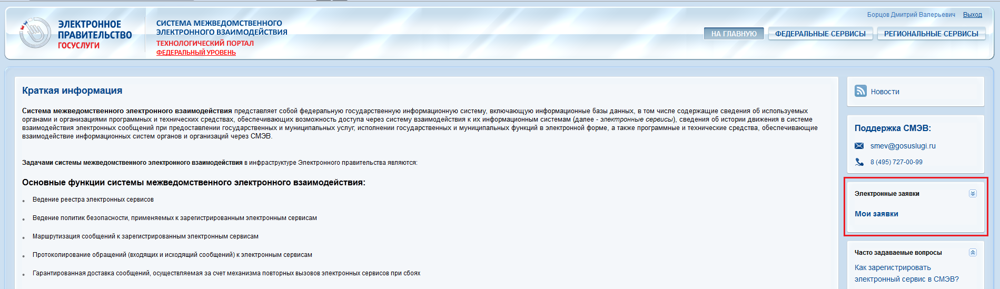 ЭЛЕКТРОННОЕ
ПРАВИТЕЛЬСТВО
ГОСУСЛУГИ
СИСТЕМА МЕЖВЕДОМСТВЕННОГО
ЭЛЕКТРОННОГО ВЗАИМОДЕЙСТВИЯ
ТЕХНОЛОГИЧЕСКИЙ ПОРТАЛ
ФЕДЕРАЛЬНЫЙ УРОВЕНЬ
Борцов Дмитрий Валерьевич Выход
НА ГЛАВНУЮ ФЕДЕРАЛЬНЫЕ СЕРВИСЫ РЕГИОНАЛЬНЫЕ СЕРВИСЫ
Краткая информация
Система межведомственного электронного взаимодействия представляет собой федеральную государственную информационную систему, включающую информационные базы данных, в том числе содержащие сведения об используемых
органами и организациями программных и технических средствах, обеспечивающих возможность доступа через систему взаимодействия к их информационным системам (далее - электронные сервисы), сведения об истории движения в системе
взаимодействия электронных сообщений при предоставлении государственных и муниципальных услуг, исполнении государственных и муниципальных функций в электронной форме, а также программные и технические средства, обеспечивающие
взаимодействие информационных систем органов и организаций через СМЭВ.
Задачами системы межведомственного электронного взаимодействия в инфраструктуре Электронного правительства являются:
Основные функции системы межведомственного электронного взаимодействия:
Ведение реестра электронных сервисов
Ведение политик безопасности, применяемых к зарегистрированным электронным сервисам
Маршрутизация сообщений к зарегистрированным электронным сервисам
Протоколирование обращений (входящих и исходящий сообщений) к электронным сервисам
Гарантированная доставка сообщений, осуществляемая за счет механизма повторных вызовов электронных сервисов при сбоях
Новости
Поддержка СМЭВ:
smev@gosuslugi.ru
8 (495) 727-00-99
Электронные заявки
Мои заявки
Часто задаваемые вопросы
Как зарегистрировать
электронный сервис в СМЭВ?